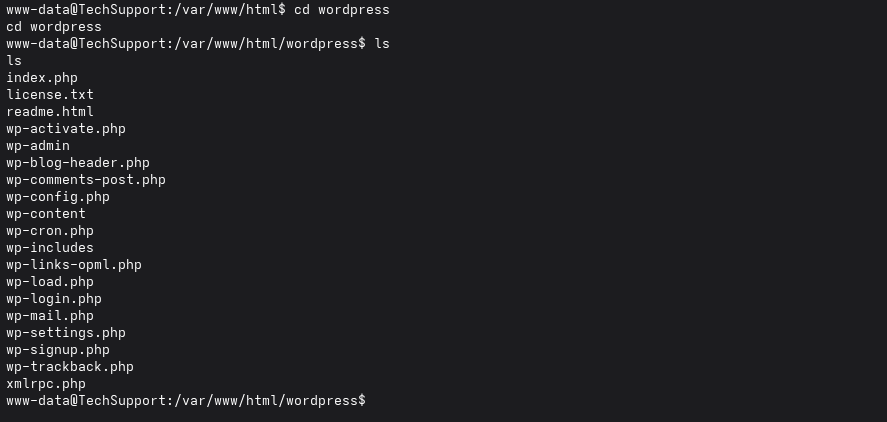 www-data@TechSupport:/var/www/html$ cd wordpress
cd wordpress
www-data@TechSupport:/var/www/html/wordpress$ ls
ls
index.php
license.txt
readme.html
wp-activate.php
wp-admin
wp-blog-header.php
wp-comments-post.php
wp-config.php
wp-content
wp-cron.php
wp-includes
wp-links-opml.php
wp-load.php
wp-login.php
wp-mail.php
wp-settings.php
wp-signup.php
wp-trackback.php
xmlrpc.php
www-data@TechSupport:/var/www/html/wordpress$